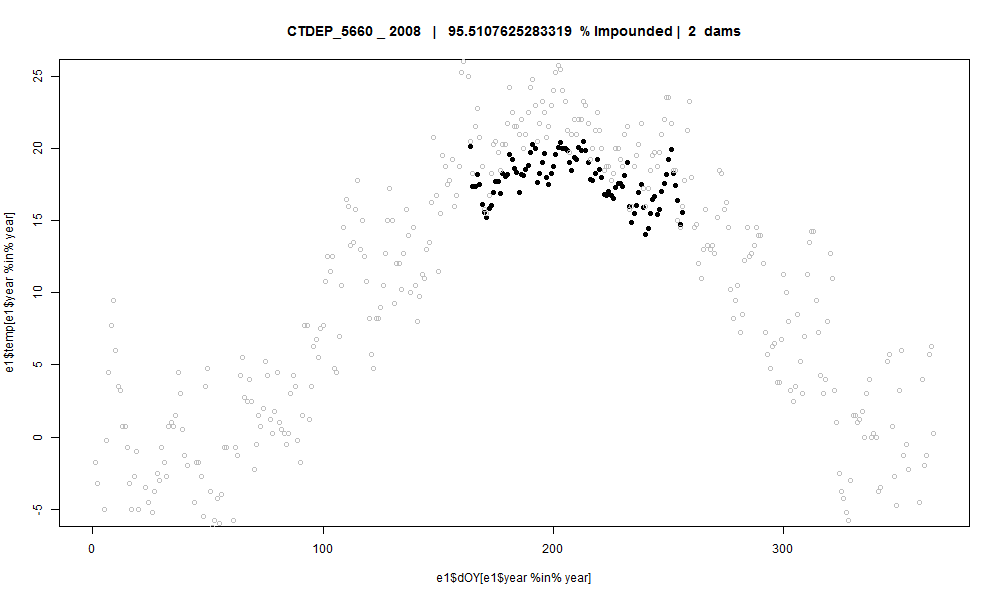 CTDEP_5660 _ 2008 | 95.5107625283319 % Impounded | 2 dams
e1$temp[e1$year %in% year]
25
20
15
10
5
0
-5
0 100 200 300
e1$dOY[e1$year %in% year]